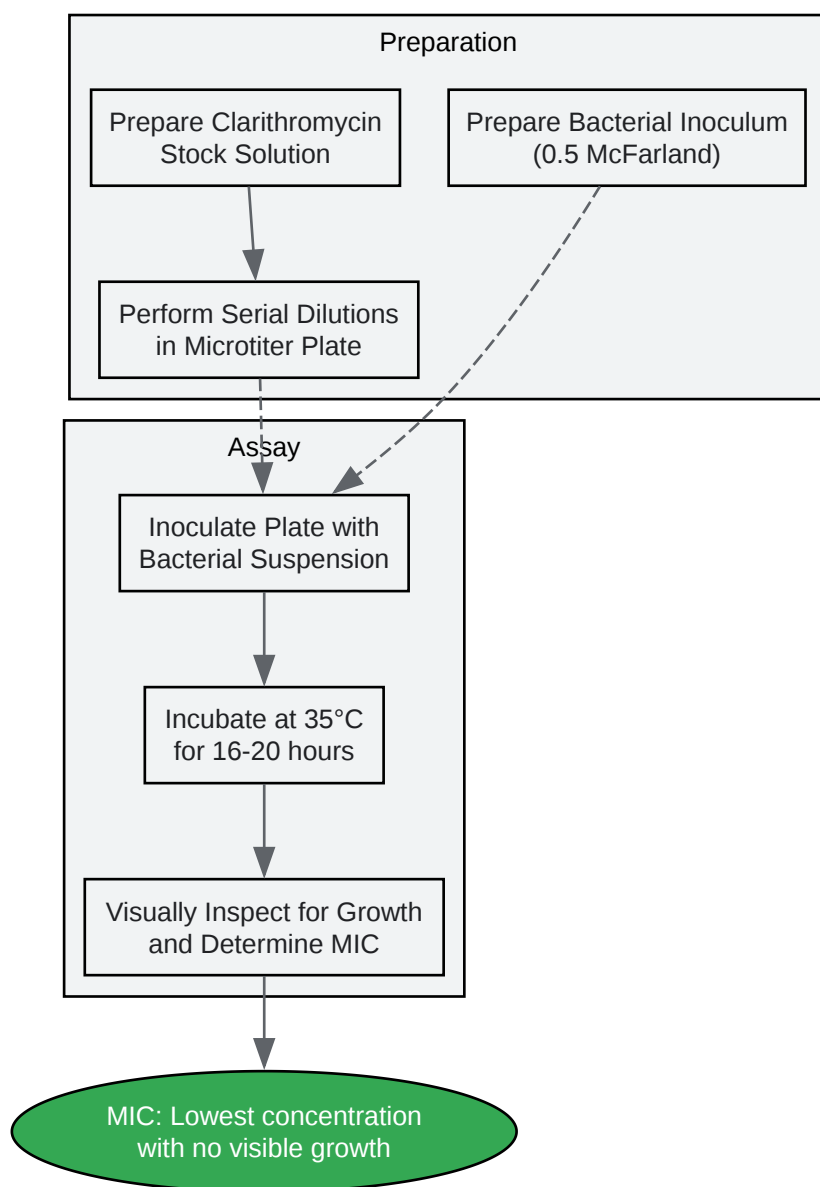 Preparation
Prepare Clarithromycin
Stock Solution
Prepare Bacterial Inoculum
(0.5 McFarland)
Perform Serial Dilutions
in Microtiter Plate
Assay
Inoculate Plate with
Bacterial Suspension
Incubate at 35°C
for 16-20 hours
Visually Inspect for Growth
and Determine MIC
MIC: Lowest concentration
with no visible growth